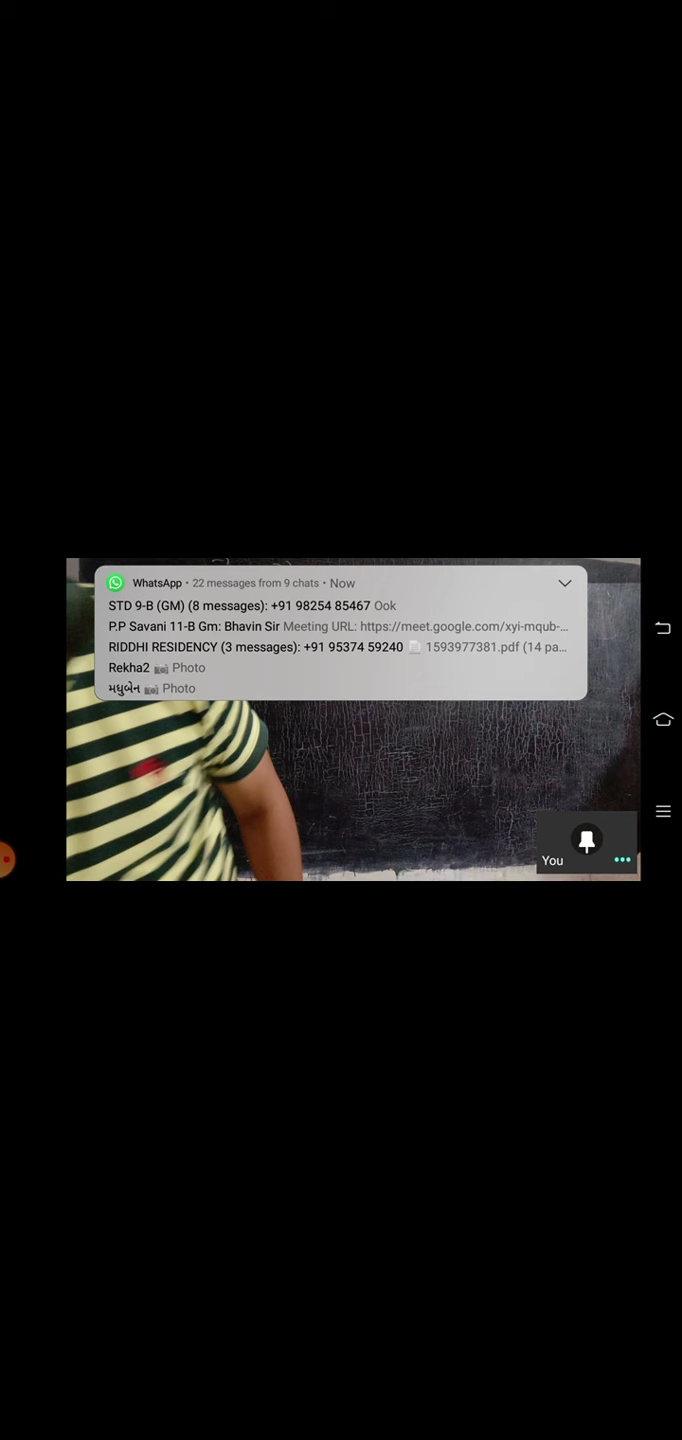 WhatsApp • 22 messages from 9 chats • Now
STD 9-B (GM) (8 messages): +91 98254 85467 Ook
P.P Savani 11-B Gm: Bhavin Sir Meeting URL: https://meet.google.com/xyi-mqub-...
RIDDHI RESIDENCY (3 messages): +91 95374 59240 📄 1593977381.pdf (14 pa...
Rekha2 📷 Photo
મધુબેન 📷 Photo
You